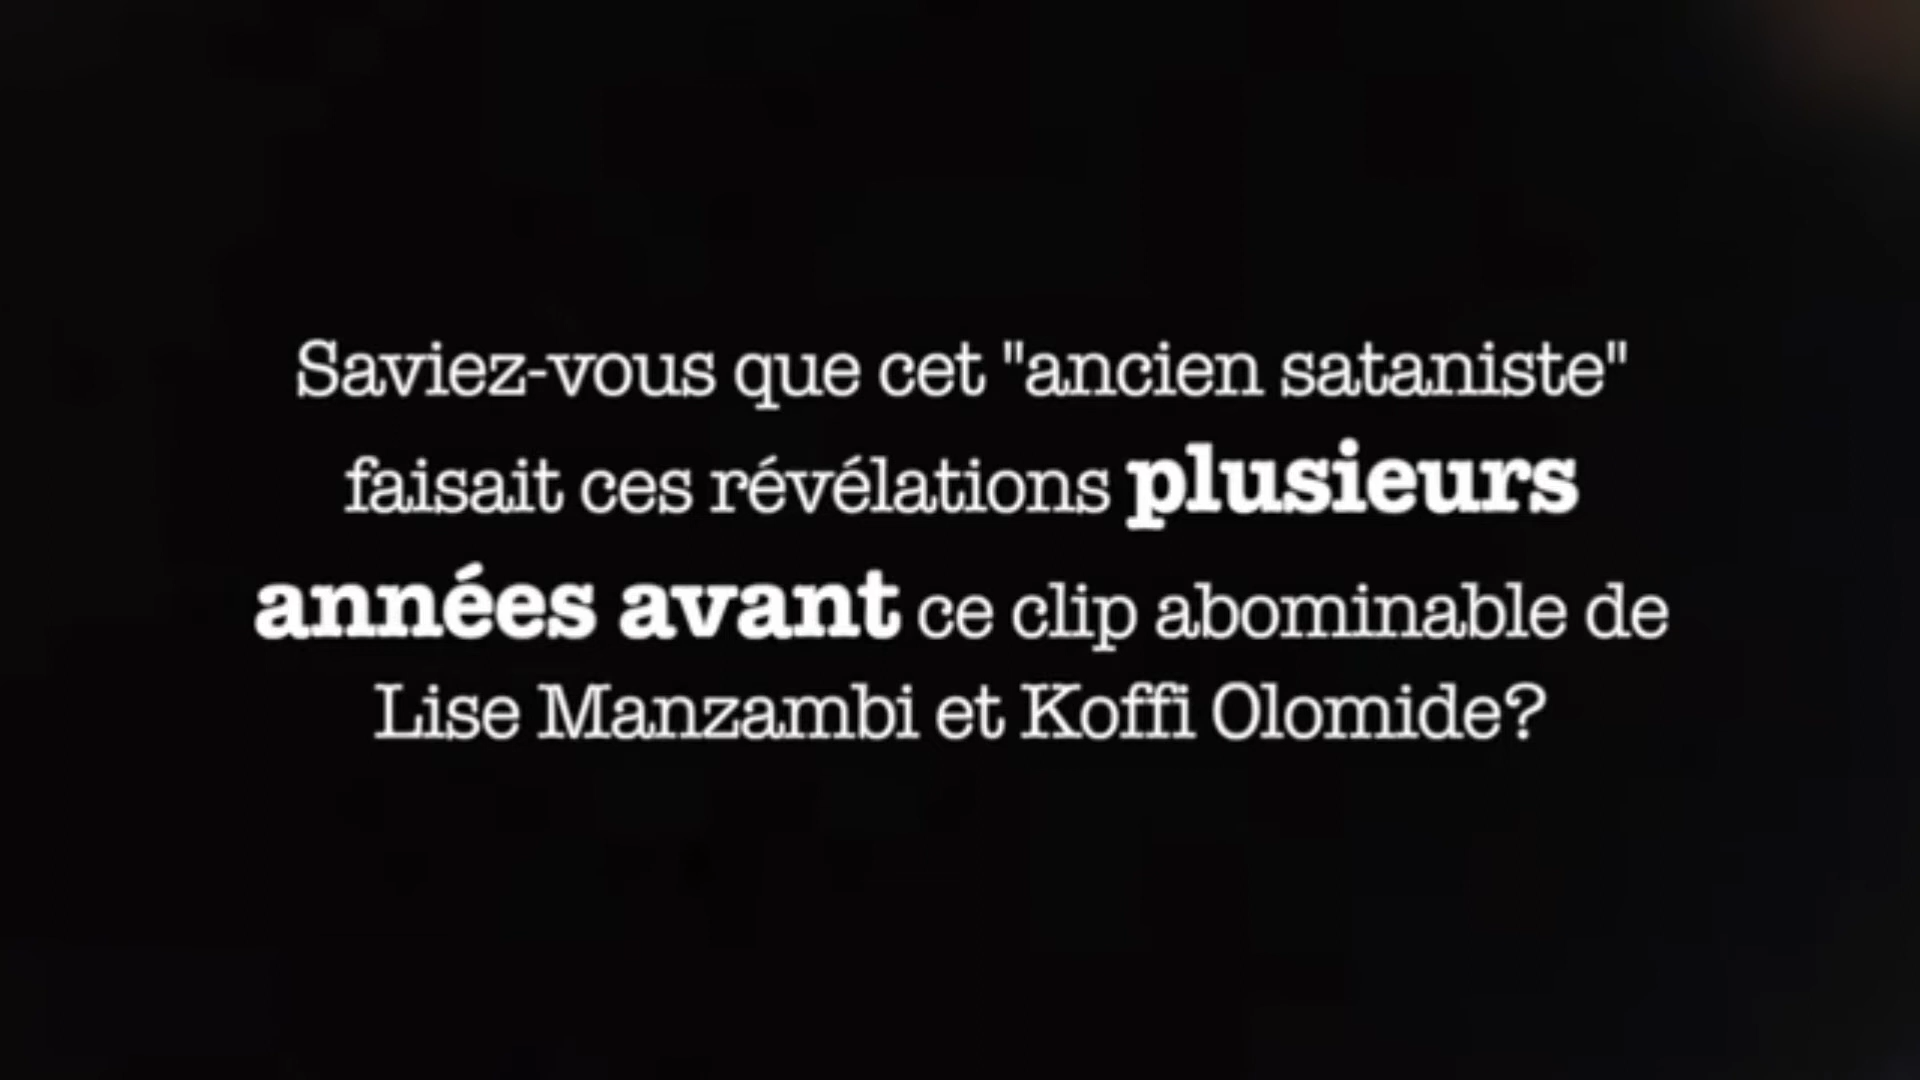 Saviez-vous que cet "ancien sataniste"
faisait ces révélations plusieurs
années avant ce clip abominable de
Lise Manzambi et Koffi Olomide?